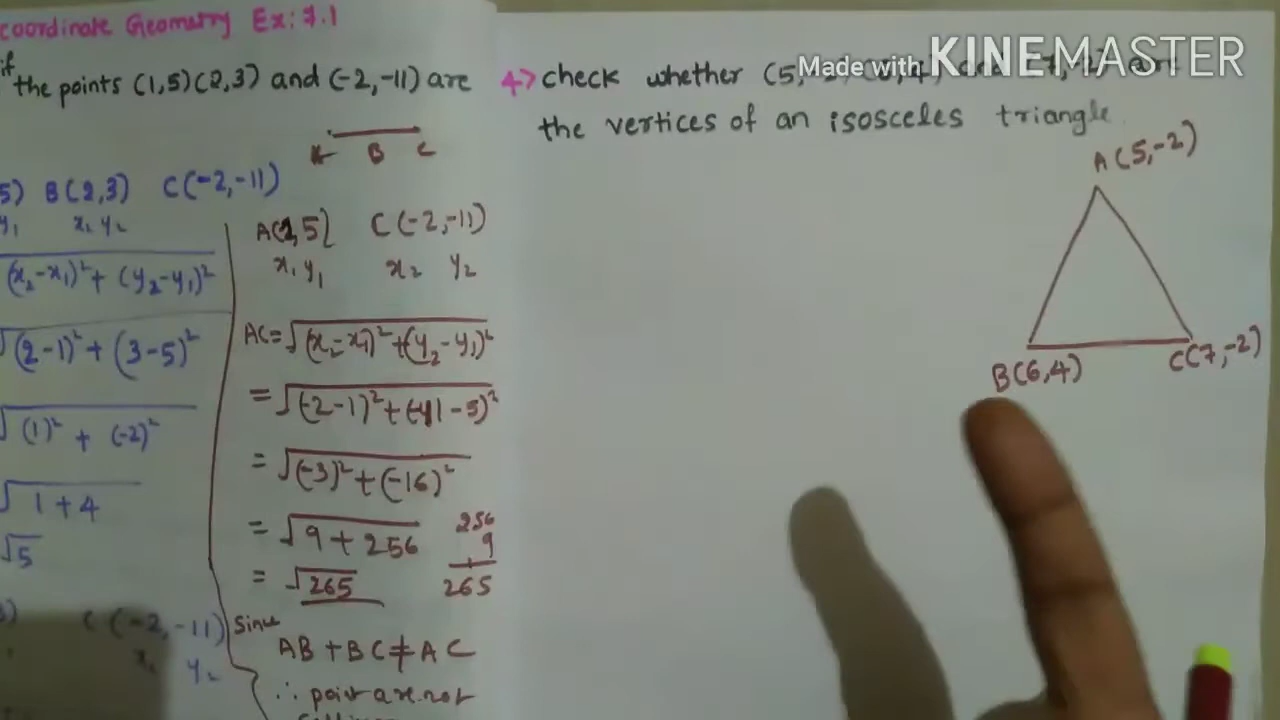 coordinate Geometry Ex: 7.1
if
the points (1,5)(2,3) and (-2,-11) are
A B C
5) B(2,3) C(-2,-11)
y₁ x₂ y₂
(x₂-x₁)²+(y₂-y₁)²
√(2-1)²+(3-5)²
√(1)²+(-2)²
√1+4
√5
C(-2,-11)
x₂ y₂
A(1,5) C(-2,-11)
x₁ y₁ x₂ y₂
AC=√(x₂-x₁)²+(y₂-y₁)²
=√(-2-1)²+(-11-5)²
=√(-3)²+(-16)²
=√9+256
=√265
256
9
+
265
Since
AB+BC≠AC
∴ point are not
Made with KINEMASTER
4) check whether (5,
the vertices of an isosceles triangle
A(5,-2)
B(6,4) C(7,-2)